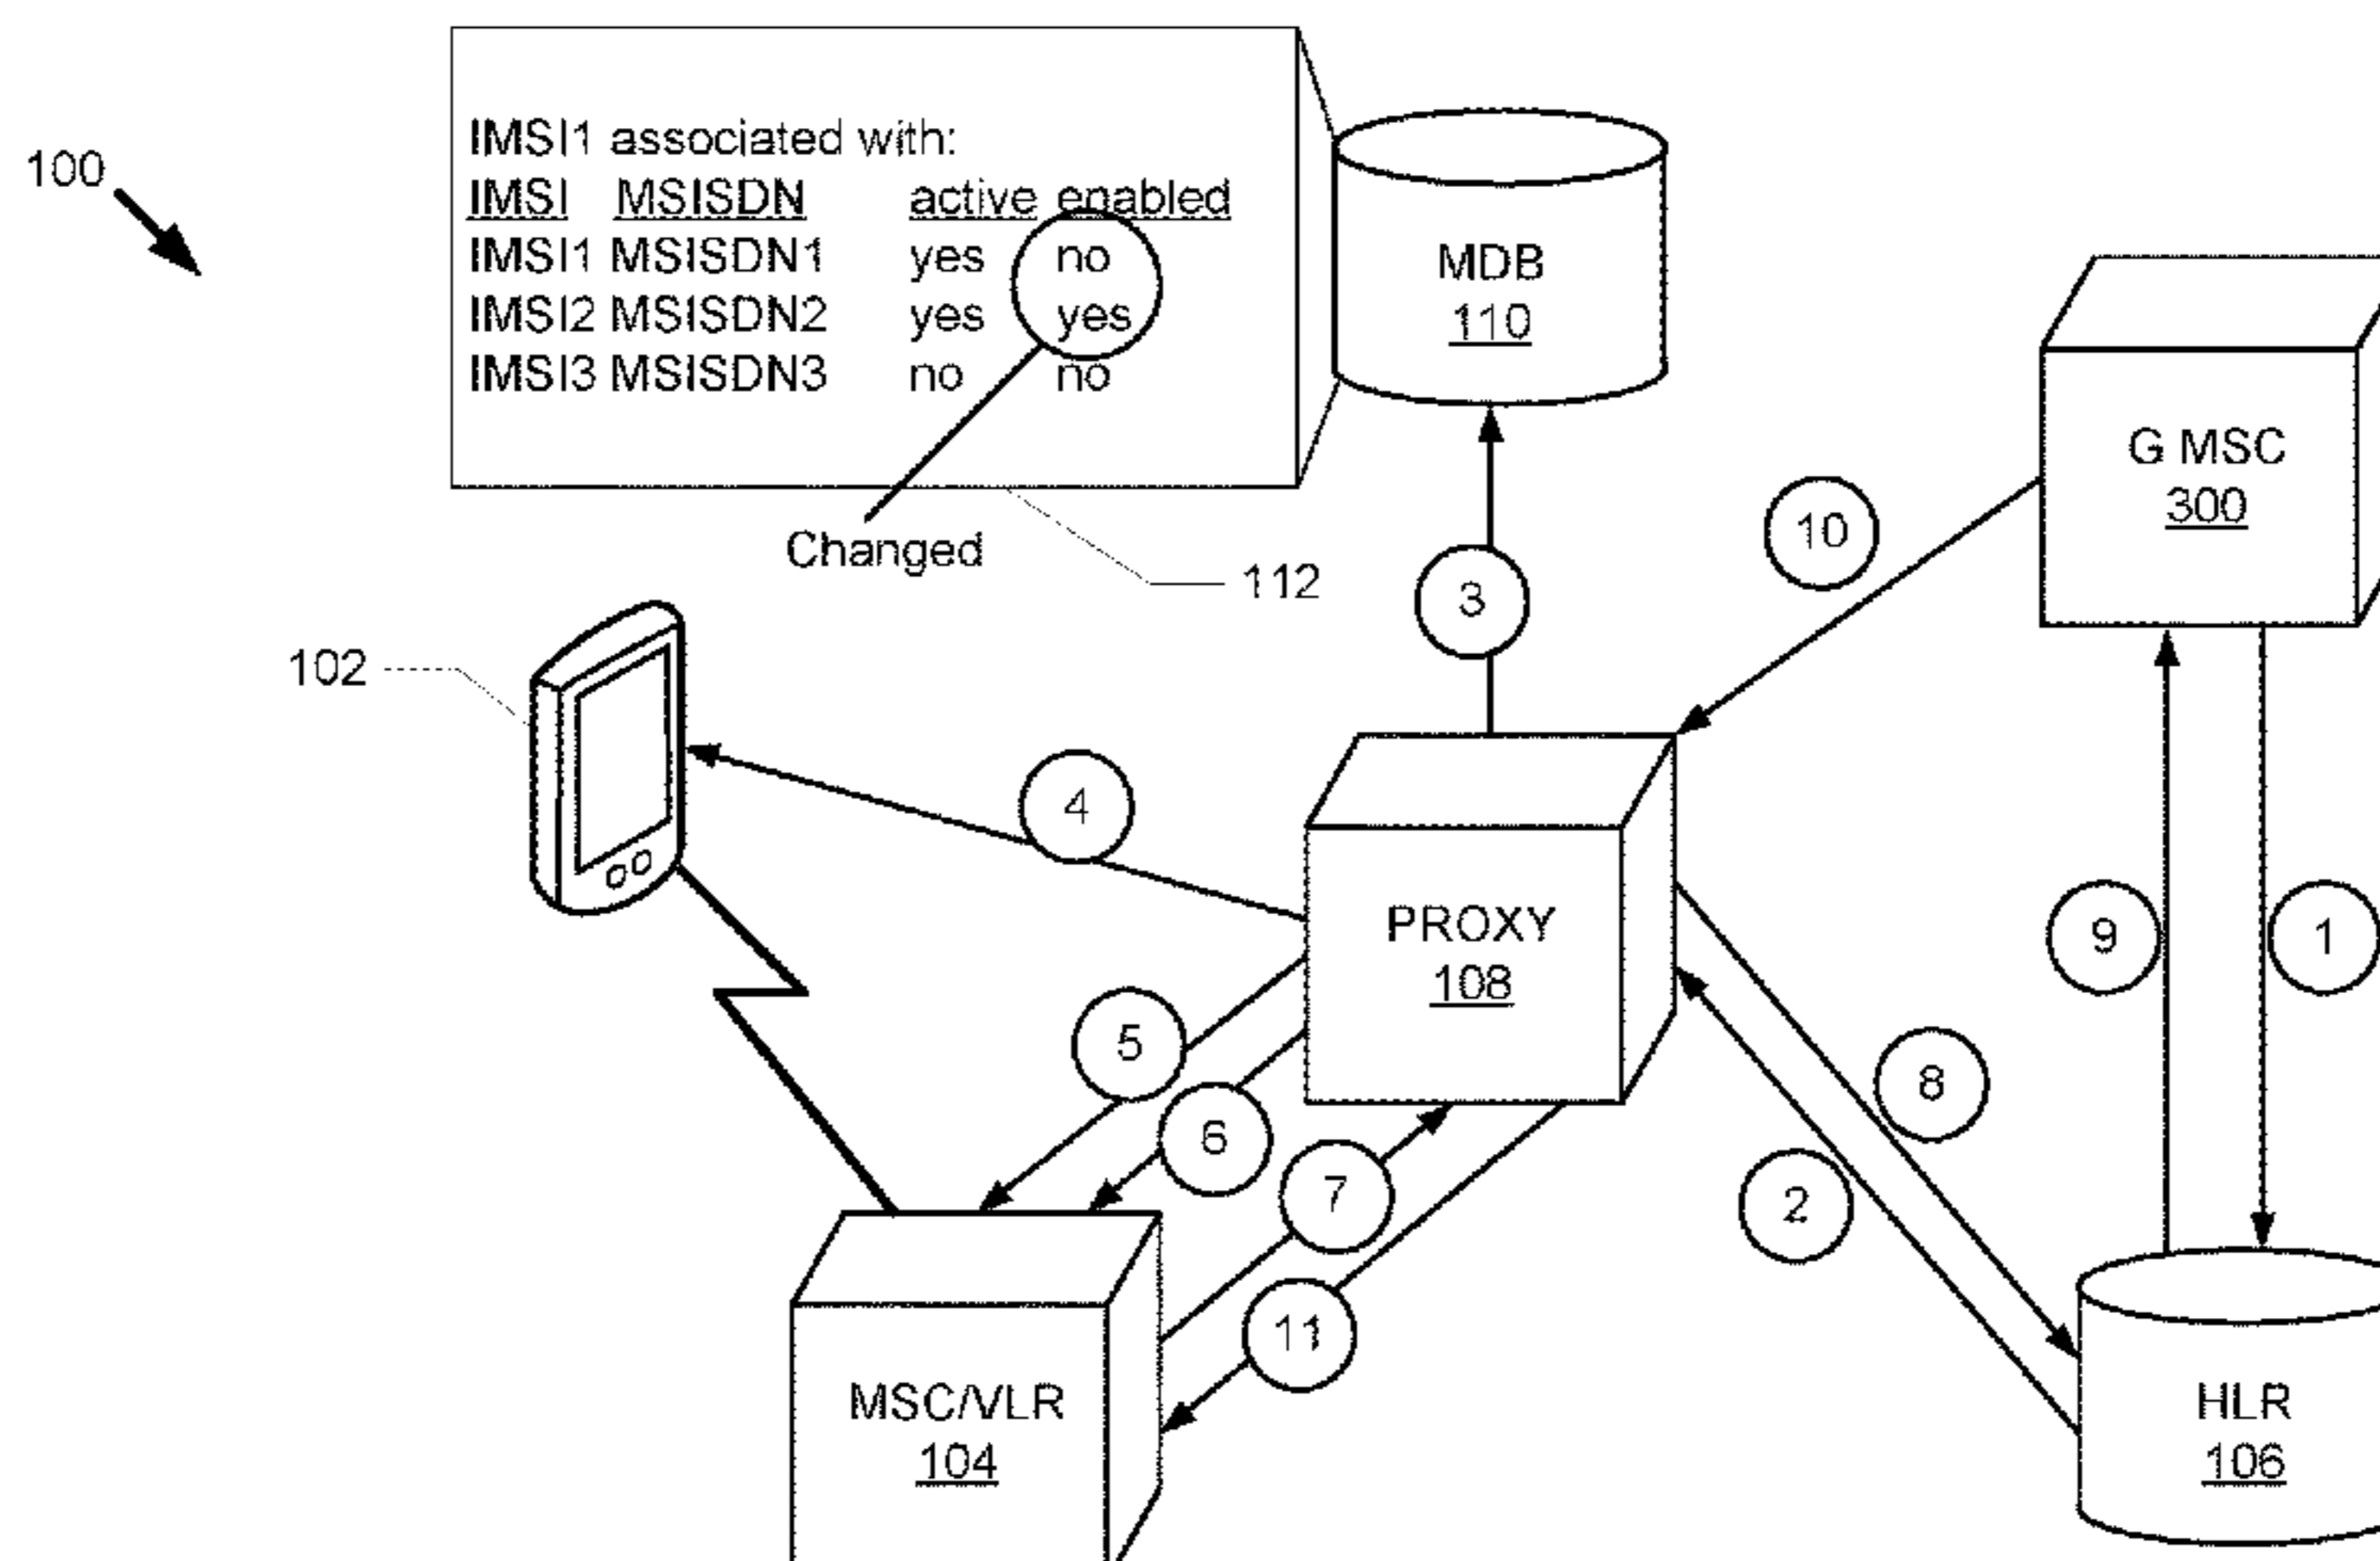 100
IMSI1 associated with:
IMSI MSISDN active enabled
IMSI1 MSISDN1 yes no
IMSI2 MSISDN2 yes yes
IMSI3 MSISDN3 no no
Changed
112
MDB
110
G MSC
300
10
3
102
4
PROXY
108
9
1
5
6
7
8
2
11
MSC/VLR
104
HLR
106